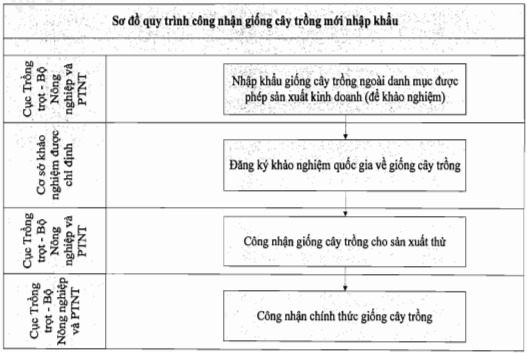 Sơ đồ quy trình công nhận giống cây trồng mới nhập khẩu
Cục Trồng
trọt - Bộ
Nông
nghiệp và
PTNT
Nhập khẩu giống cây trồng ngoài danh mục được
phép sản xuất kinh doanh (để khảo nghiệm)
Cơ sở khảo
nghiệm được
chỉ định
Đăng ký khảo nghiệm quốc gia về giống cây trồng
Cục Trồng
trọt - Bộ
Nông
nghiệp và
PTNT
Công nhận giống cây trồng cho sản xuất thử
Cục Trồng
trọt - Bộ
Nông nghiệp
và PTNT
Công nhận chính thức giống cây trồng